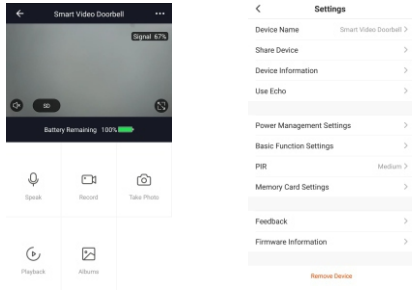 Smart Video Doorbell
Signal 67%
SD
Battery Remaining 100%
Speak
Record
Take Photo
Playback
Albums
Settings
Device Name Smart Video Doorbell
Share Device
Device Information
Use Echo
Power Management Settings
Basic Function Settings
PIR Medium
Memory Card Settings
Feedback
Firmware Information
Remove Device